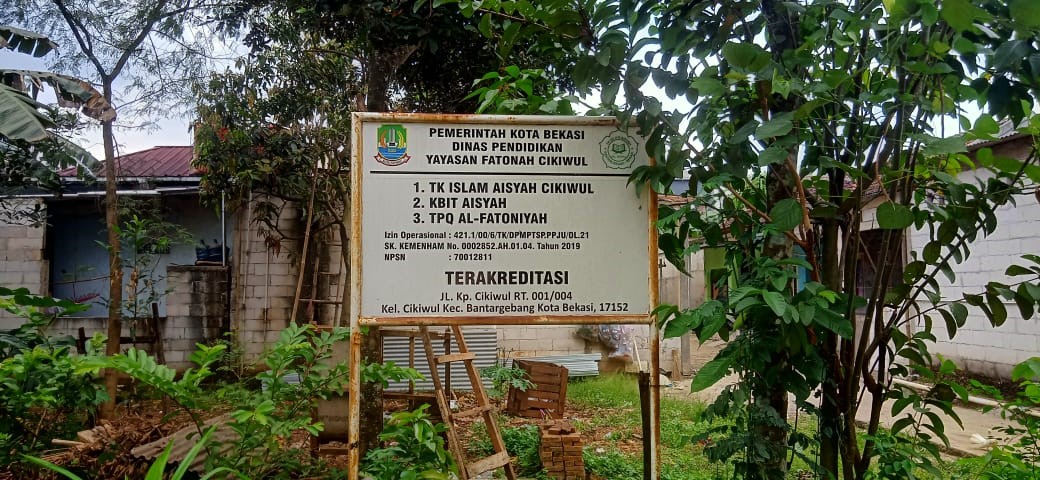 PEMERINTAH KOTA BEKASI
DINAS PENDIDIKAN
YAYASAN FATONAH CIKIWUL
1. TK ISLAM AISYAH CIKIWUL
2. KBIT AISYAH
3. TPQ AL-FATONIYAH
Izin Operasional : 421.1/00/6/TK/DPMPTSP.PPJU/DL.21
SK. KEMENHAM No. 0002852.AH.01.04. Tahun 2019
NPSN : 70012811
TERAKREDITASI
JL. Kp. Cikiwul RT. 001/004
Kel. Cikiwul Kec. Bantargebang Kota Bekasi, 17152